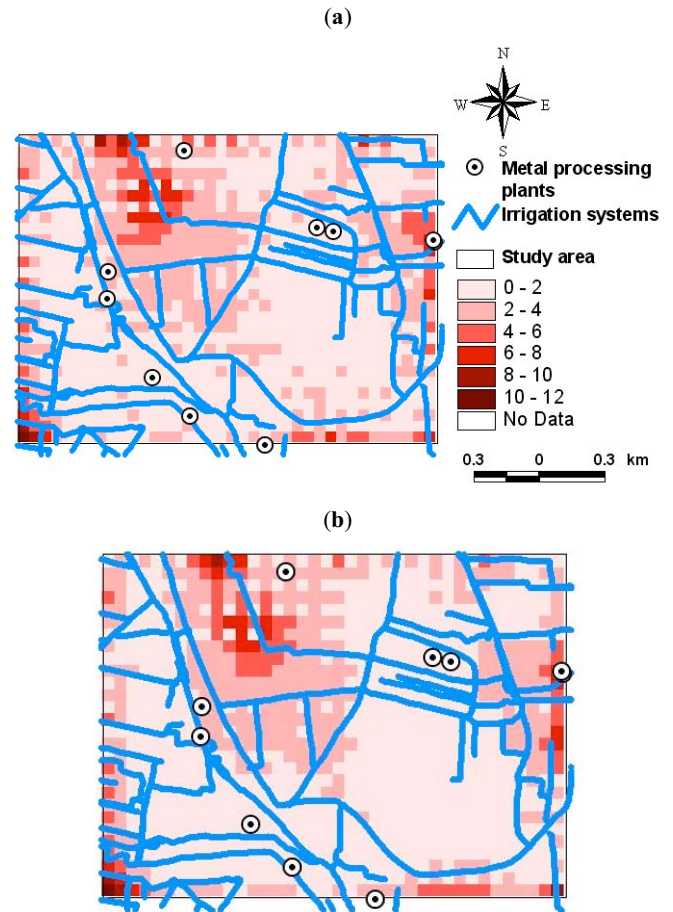 (a)
N
W E
S
Metal processing
plants
Irrigation systems
Study area
0 - 2
2 - 4
4 - 6
6 - 8
8 - 10
10 - 12
No Data
0.3 0 0.3 km
(b)